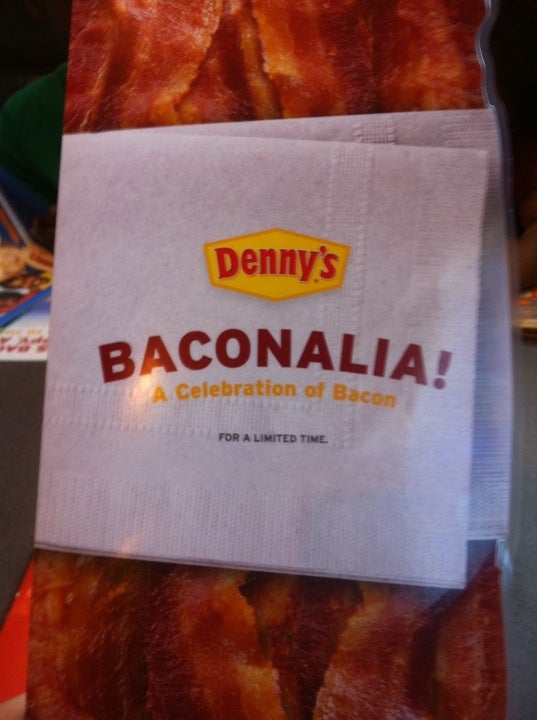 Denny's
BACONALIA!
A Celebration of Bacon
FOR A LIMITED TIME.